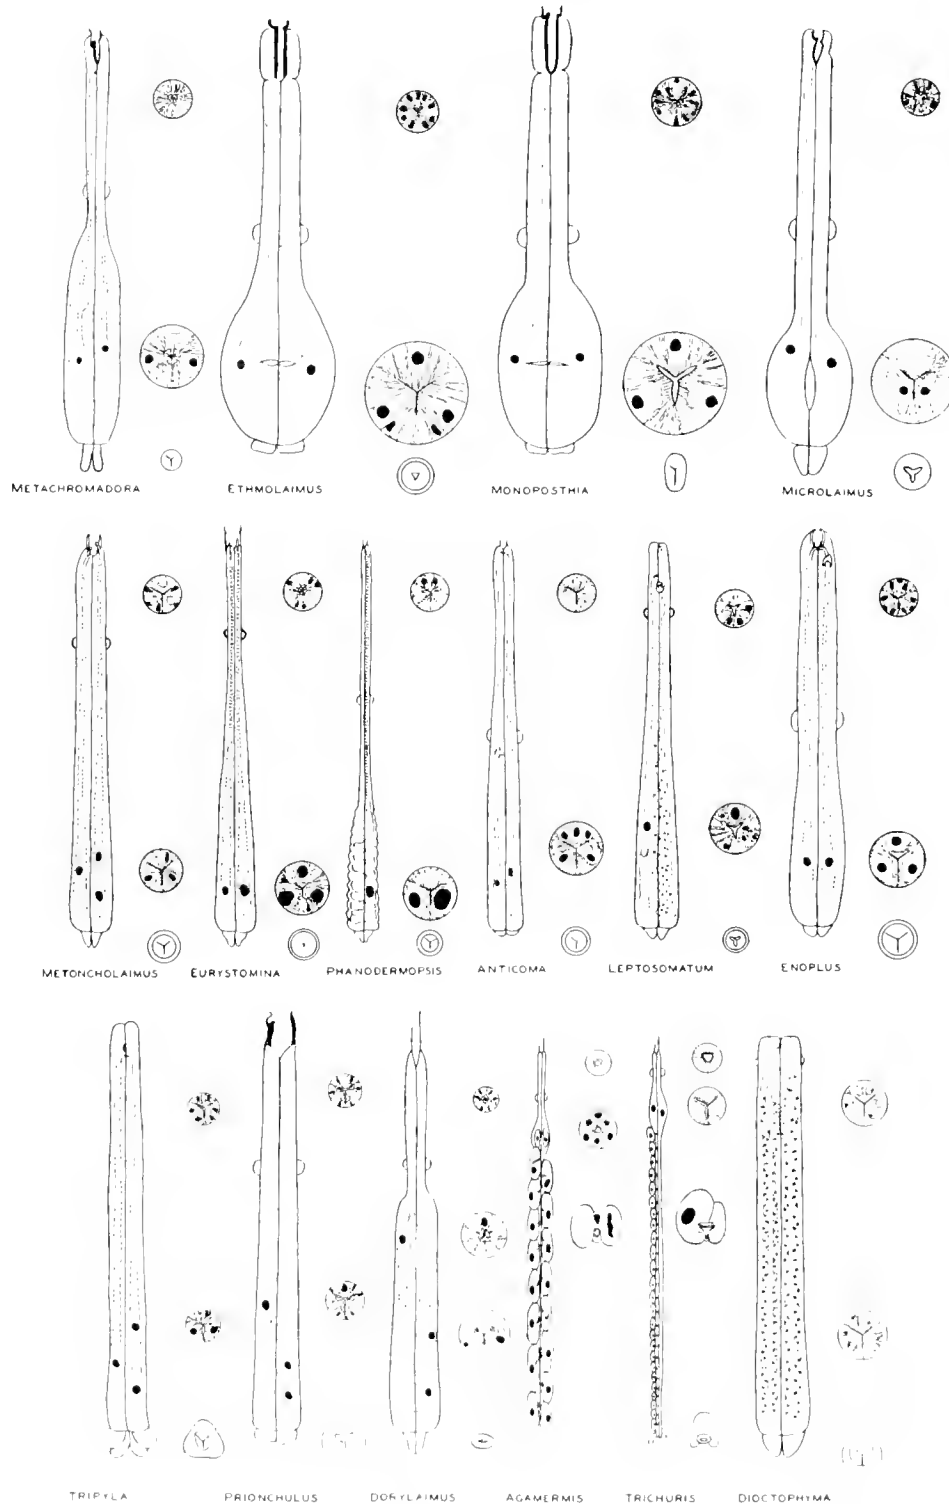 METACHROMADORA ETHMOLAIMUS MONOPOSTHIA MICROLAIMUS
METONCHOLAIMUS EURYSTOMINA PHANODERMOPSIS ANTICOMA LEPTOSOMATUM ENOPLUS
TRIPYLA PRIONCHULUS DORYLAIMUS AGAMERMIS TRICHURIS DIOCTOPHYMA